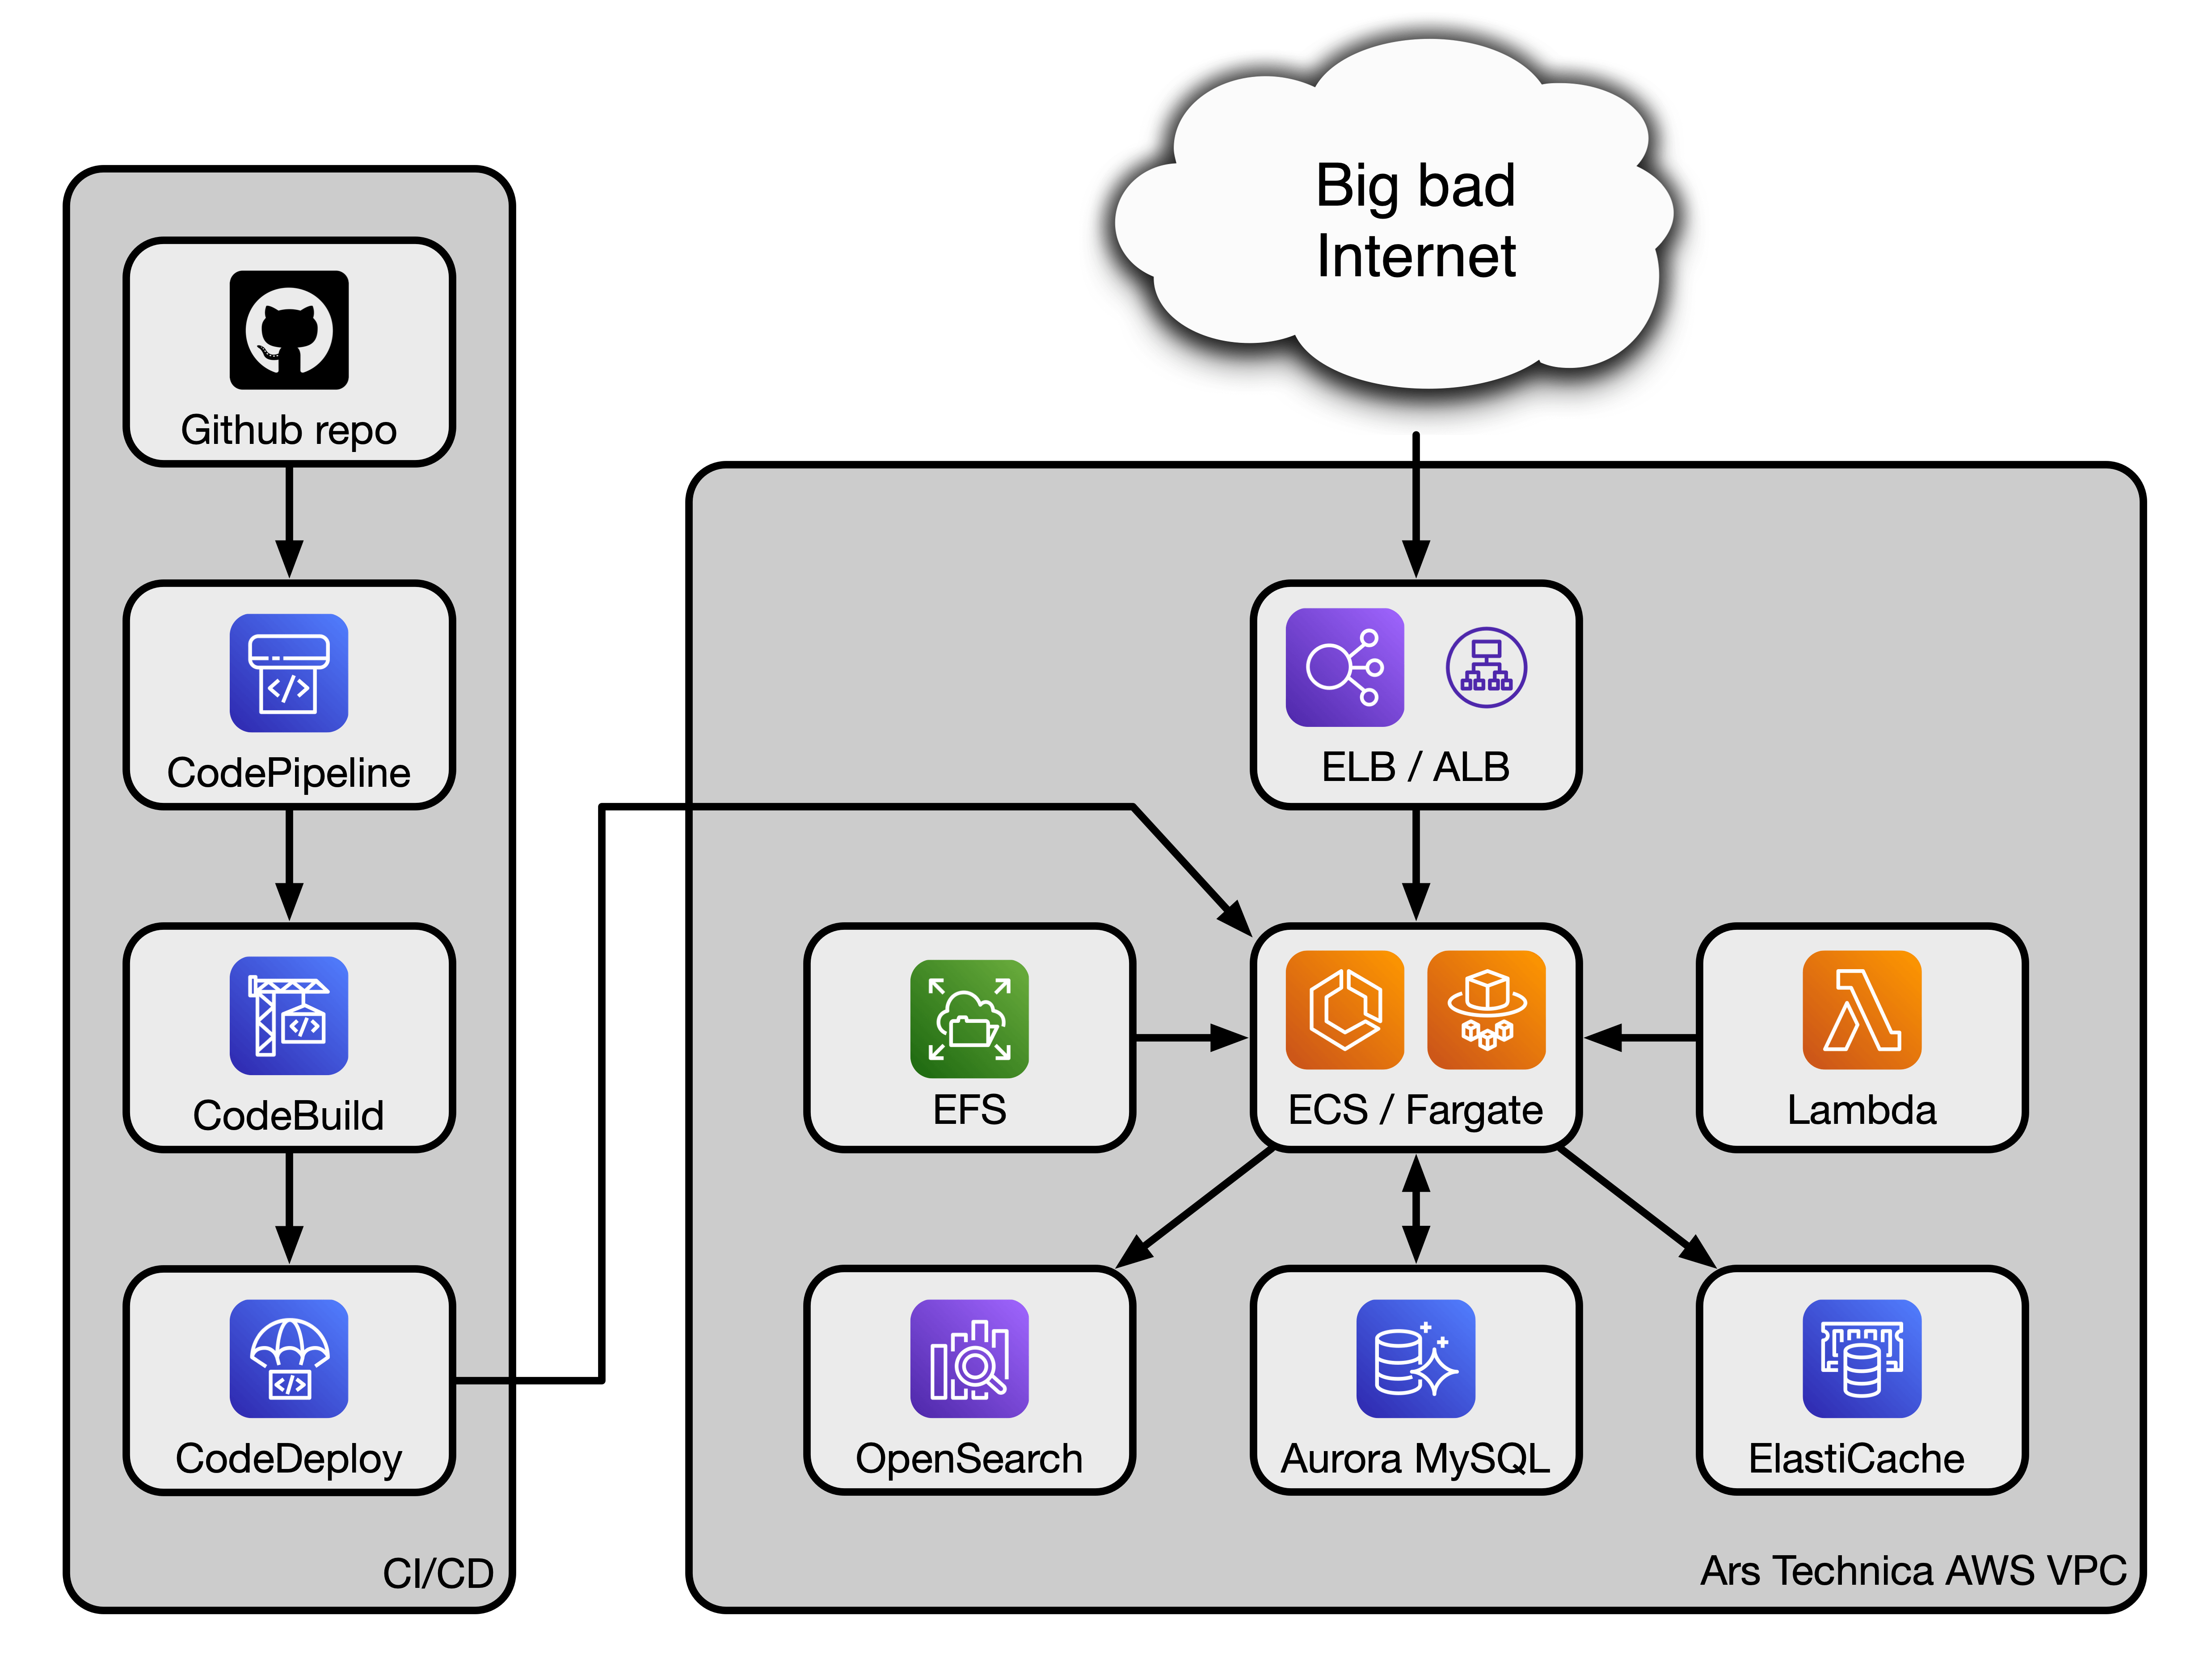 Big bad
Internet
Github repo
CodePipeline
CodeBuild
CodeDeploy
CI/CD
ELB / ALB
EFS
ECS / Fargate
Lambda
OpenSearch
Aurora MySQL
ElastiCache
Ars Technica AWS VPC